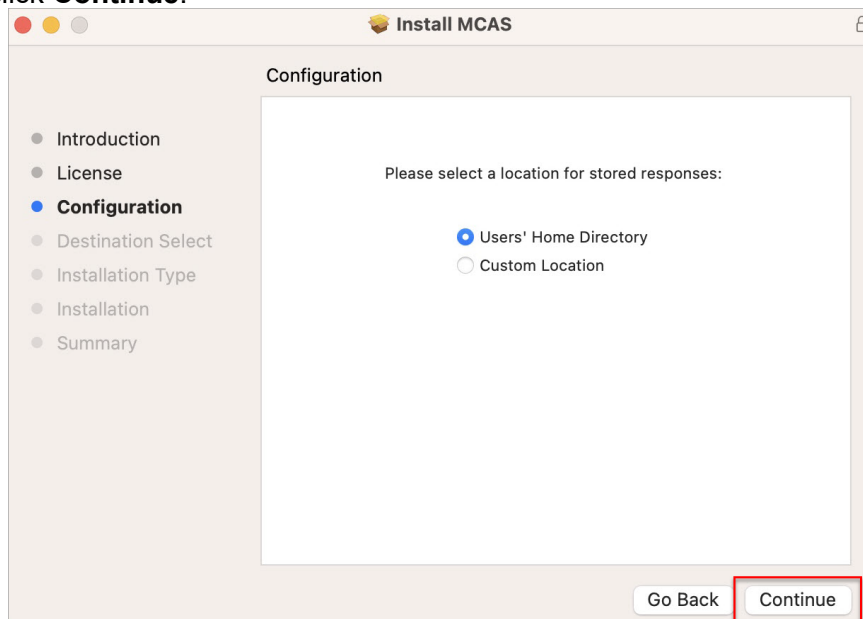 Continue.
Install MCAS
Configuration
Introduction
License
Configuration
Destination Select
Installation Type
Installation
Summary
Please select a location for stored responses:
Users' Home Directory
Custom Location
Go Back
Continue